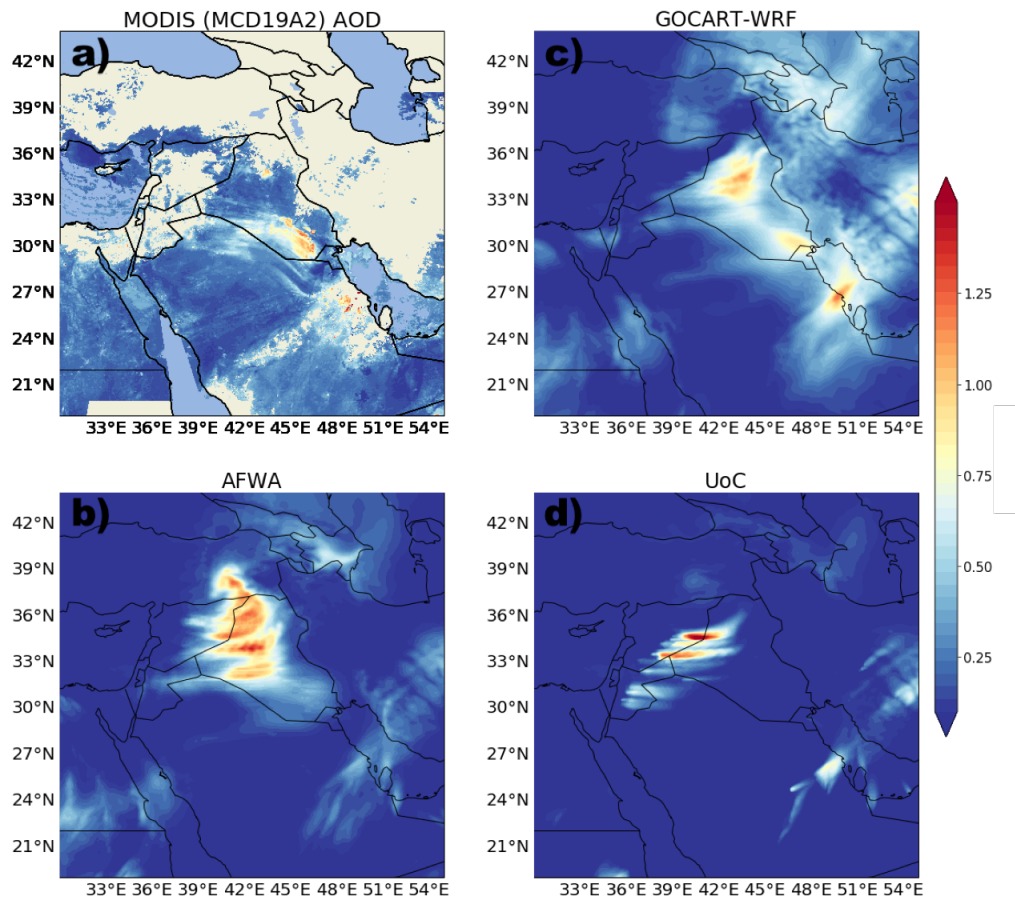 MODIS (MCD19A2) AOD
a)
42°N
39°N
36°N
33°N
30°N
27°N
24°N
21°N
33°E 36°E 39°E 42°E 45°E 48°E 51°E 54°E
GOCART-WRF
c)
42°N
39°N
36°N
33°N
30°N
27°N
24°N
21°N
33°E 36°E 39°E 42°E 45°E 48°E 51°E 54°E
1.25
1.00
0.75
0.50
0.25
AFWA
b)
42°N
39°N
36°N
33°N
30°N
27°N
24°N
21°N
33°E 36°E 39°E 42°E 45°E 48°E 51°E 54°E
UoC
d)
42°N
39°N
36°N
33°N
30°N
27°N
24°N
21°N
33°E 36°E 39°E 42°E 45°E 48°E 51°E 54°E